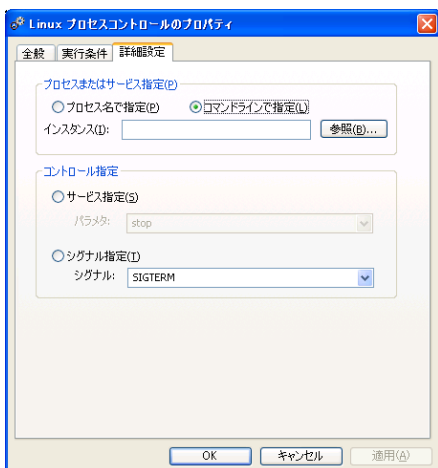 Linux プロセスコントロールのプロパティ
全般 実行条件 詳細設定
プロセスまたはサービス指定(P)
プロセス名で指定(P) コマンドラインで指定(L)
インスタンス(I): 参照(B)...
コントロール指定
サービス指定(S)
パラメタ: stop
シグナル指定(T)
シグナル: SIGTERM
OK キャンセル 適用(A)